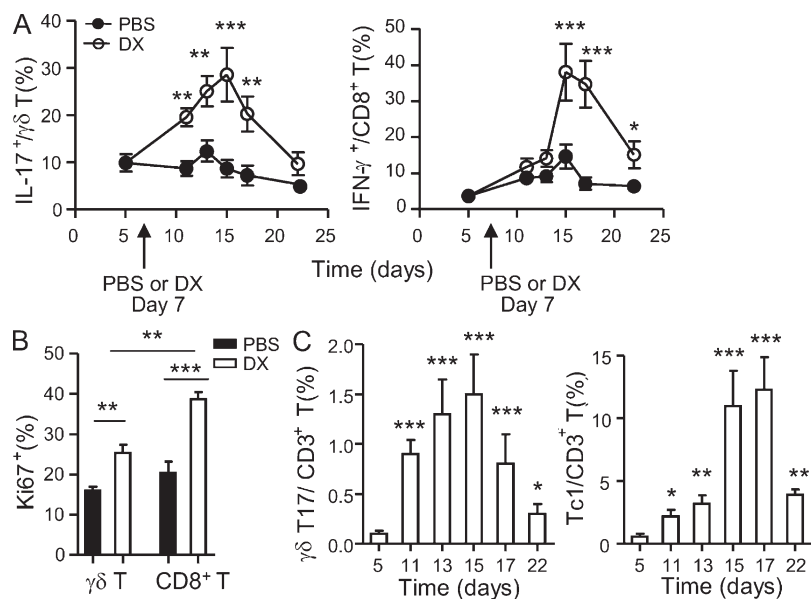 A
PBS
DX
IL-17+/γδ T(%)
40
30
20
10
0
** ** *** **
0 5 10 15 20 25
PBS or DX
Day 7
IFN-γ +/CD8+ T(%)
50
40
30
20
10
0
*** *** *
0 5 10 15 20 25
PBS or DX
Day 7
Time (days)
B
PBS
DX
Ki67+(%)
50
40
30
20
10
0
**
** ***
γδ T CD8+ T
C
γδ T17/ CD3+ T(%)
2.0
1.5
1.0
0.5
0.0
*** *** *** *** *
5 11 13 15 17 22
Time (days)
Tc1/CD3+ T(%)
15
10
5
0
* ** *** *** **
5 11 13 15 17 22
Time (days)